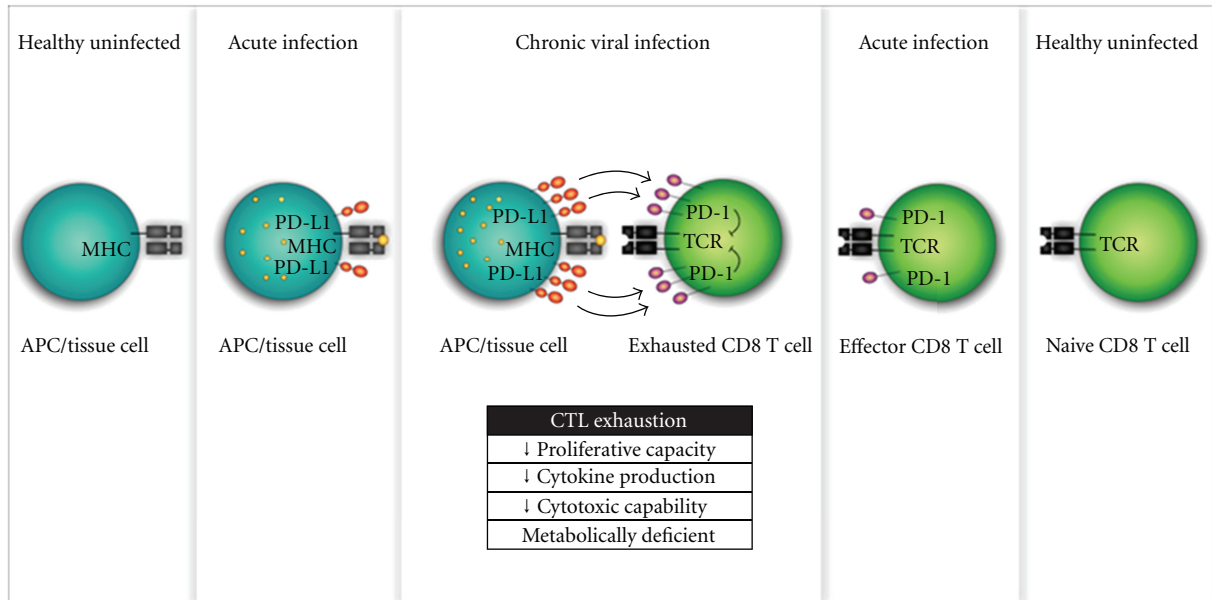 Healthy uninfected
Acute infection
Chronic viral infection
Acute infection
Healthy uninfected
MHC
PD-L1
MHC
PD-L1
PD-L1
MHC
PD-L1
PD-1
TCR
PD-1
PD-1
TCR
PD-1
TCR
APC/tissue cell
APC/tissue cell
APC/tissue cell
Exhausted CD8 T cell
Effector CD8 T cell
Naive CD8 T cell
CTL exhaustion
↓ Proliferative capacity
↓ Cytokine production
↓ Cytotoxic capability
Metabolically deficient